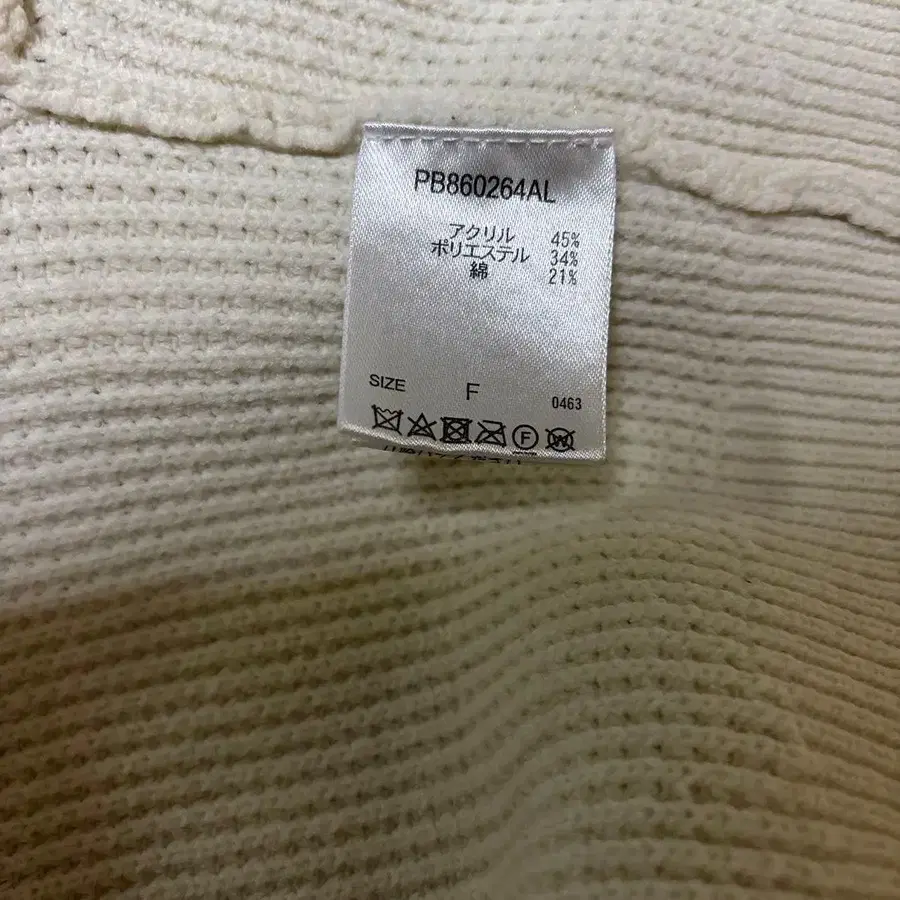 PB860264AL
アクリル 45%
ポリエステル 34%
綿 21%
SIZE F 0463
F W